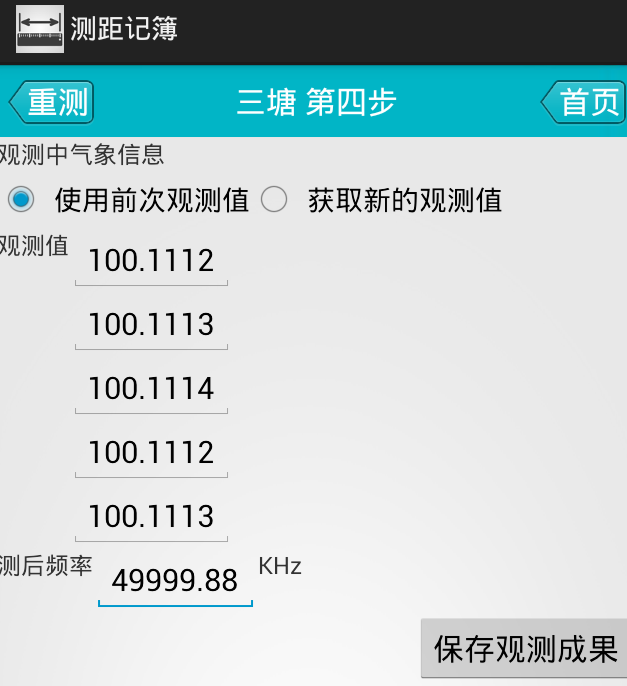 测距记簿
重测 三塘 第四步 首页
观测中气象信息
使用前次观测值 获取新的观测值
观测值 100.1112
100.1113
100.1114
100.1112
100.1113
测后频率 49999.88 KHz
保存观测成果